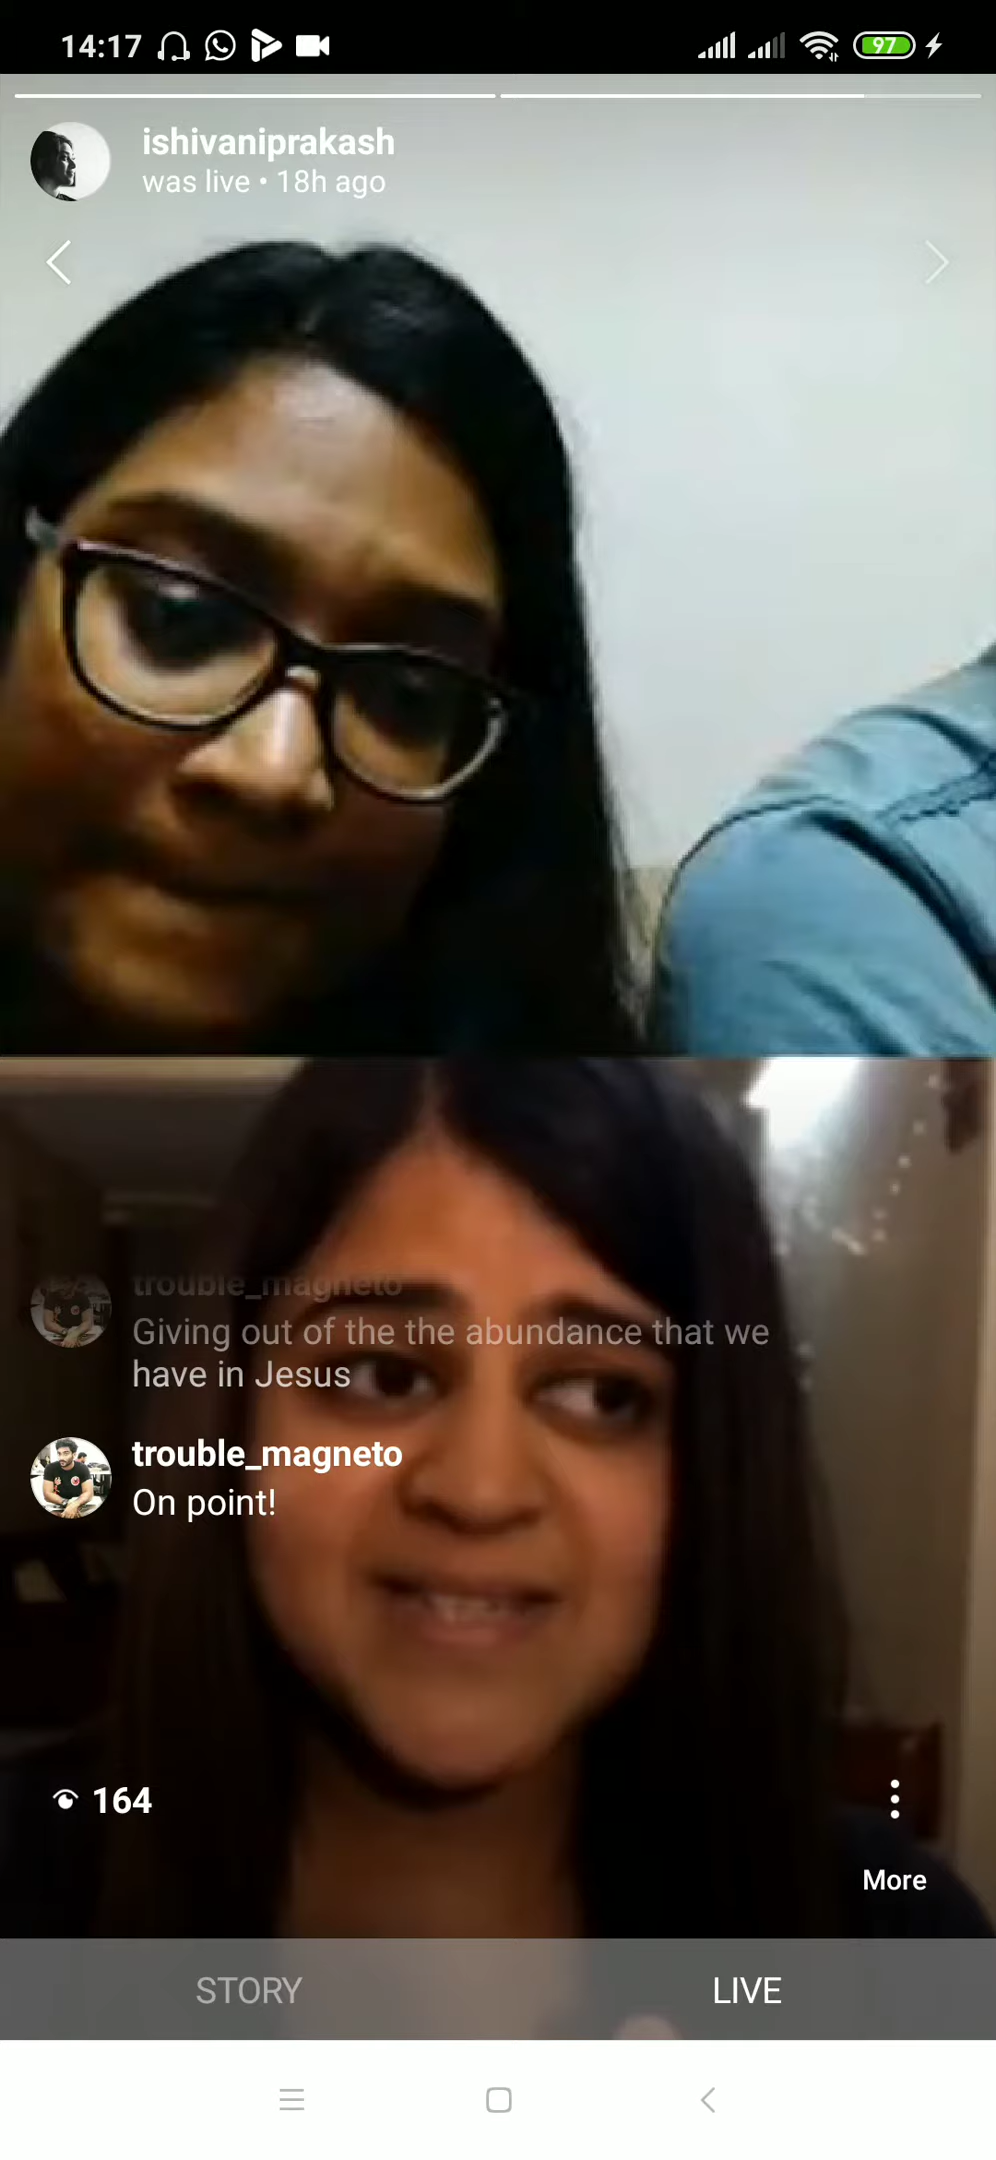 14:17
97
ishivaniprakash
was live • 18h ago
trouble_magneto
Giving out of the the abundance that we
have in Jesus
trouble_magneto
On point!
164
More
STORY
LIVE